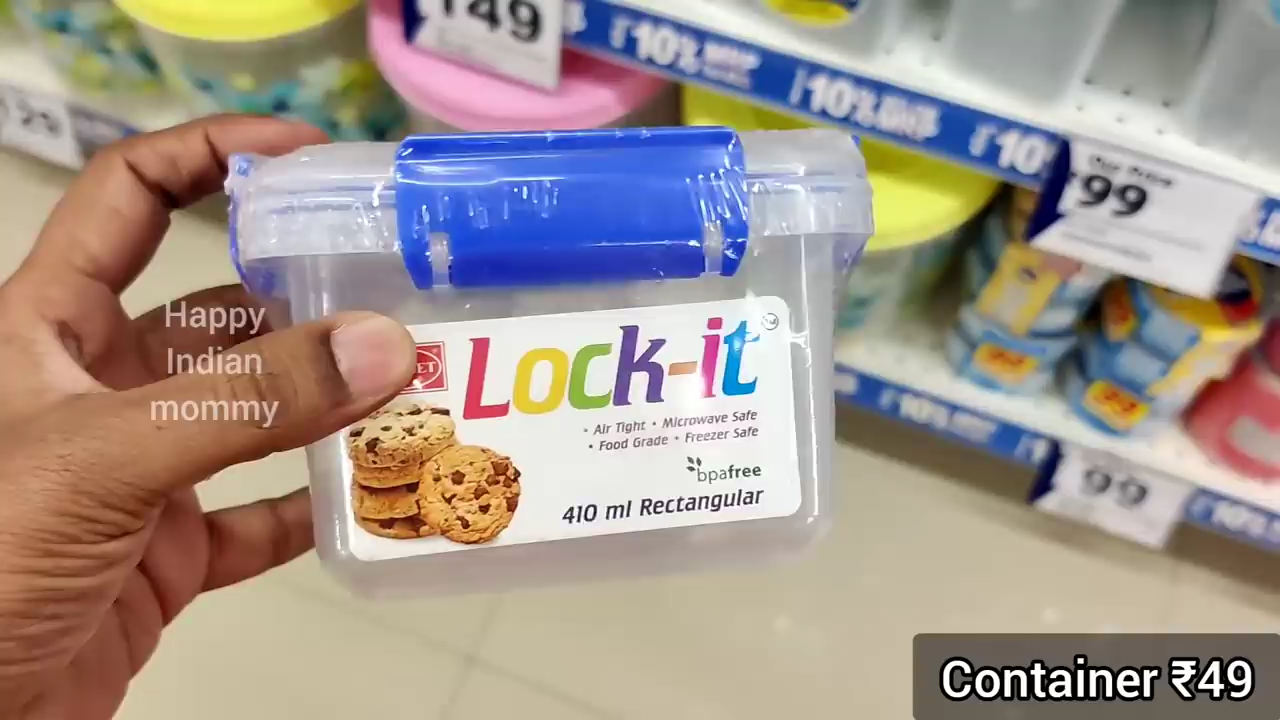 149
10%
10%
10
99
Happy
Indian
mommy
Lock-it
• Air Tight • Microwave Safe
• Food Grade • Freezer Safe
bpafree
410 ml Rectangular
10%
99
Container ₹49